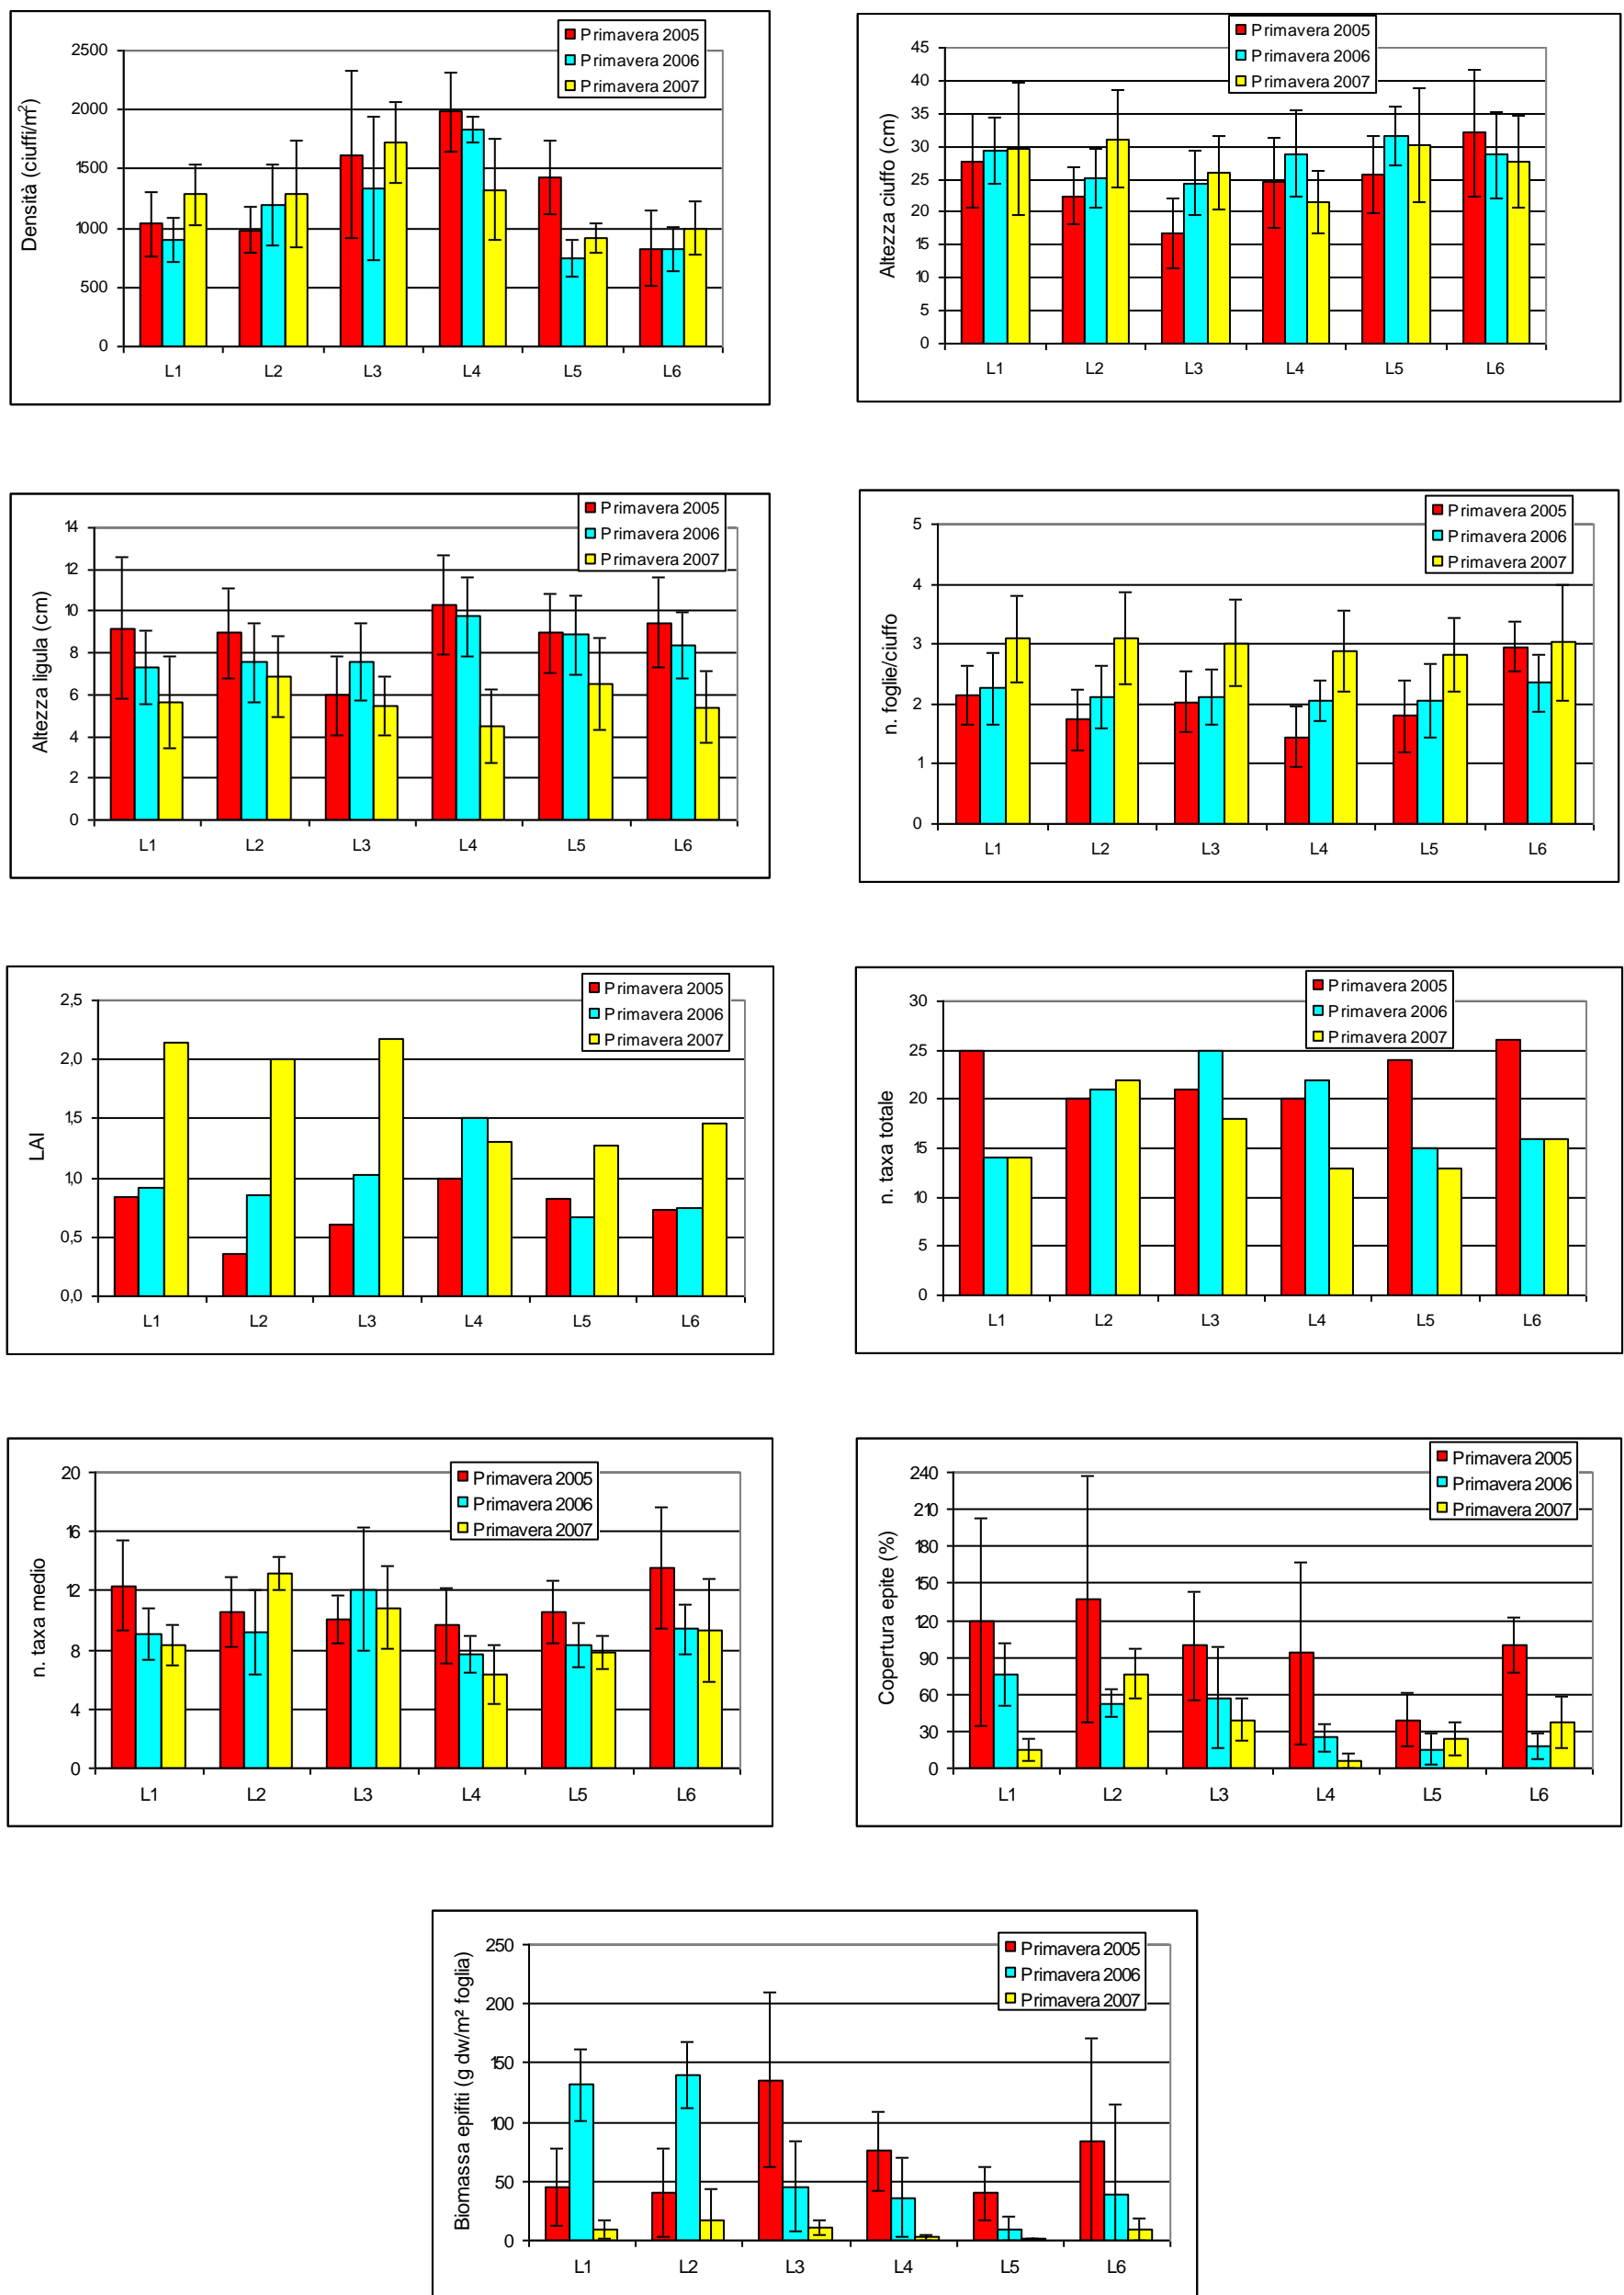 Primavera 2005
Primavera 2006
Primavera 2007
Densità (ciuffi/m²)
2500
2000
1500
1000
500
0
L1 L2 L3 L4 L5 L6
Primavera 2005
Primavera 2006
Primavera 2007
Altezza ciuffo (cm)
45
40
35
30
25
20
15
10
5
0
L1 L2 L3 L4 L5 L6
Primavera 2005
Primavera 2006
Primavera 2007
Altezza ligula (cm)
14
12
10
8
6
4
2
0
L1 L2 L3 L4 L5 L6
Primavera 2005
Primavera 2006
Primavera 2007
n. foglie/ciuffo
5
4
3
2
1
0
L1 L2 L3 L4 L5 L6
Primavera 2005
Primavera 2006
Primavera 2007
LAI
2,5
2,0
1,5
1,0
0,5
0,0
L1 L2 L3 L4 L5 L6
Primavera 2005
Primavera 2006
Primavera 2007
n. taxa totale
30
25
20
15
10
5
0
L1 L2 L3 L4 L5 L6
Primavera 2005
Primavera 2006
Primavera 2007
n. taxa medio
20
16
12
8
4
0
L1 L2 L3 L4 L5 L6
Primavera 2005
Primavera 2006
Primavera 2007
Copertura epite (%)
240
210
180
150
120
90
60
30
0
L1 L2 L3 L4 L5 L6
Primavera 2005
Primavera 2006
Primavera 2007
Biomassa epifiti (g dw/m² foglia)
250
200
150
100
50
0
L1 L2 L3 L4 L5 L6